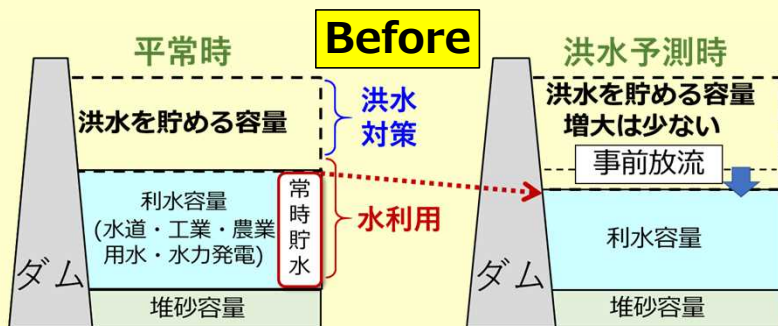 Before
平常時
洪水を貯める容量
洪水
対策
利水容量
(水道・工業・農業
用水・水力発電)
常時貯水
水利用
ダム
堆砂容量
洪水予測時
洪水を貯める容量
増大は少ない
事前放流
利水容量
ダム
堆砂容量